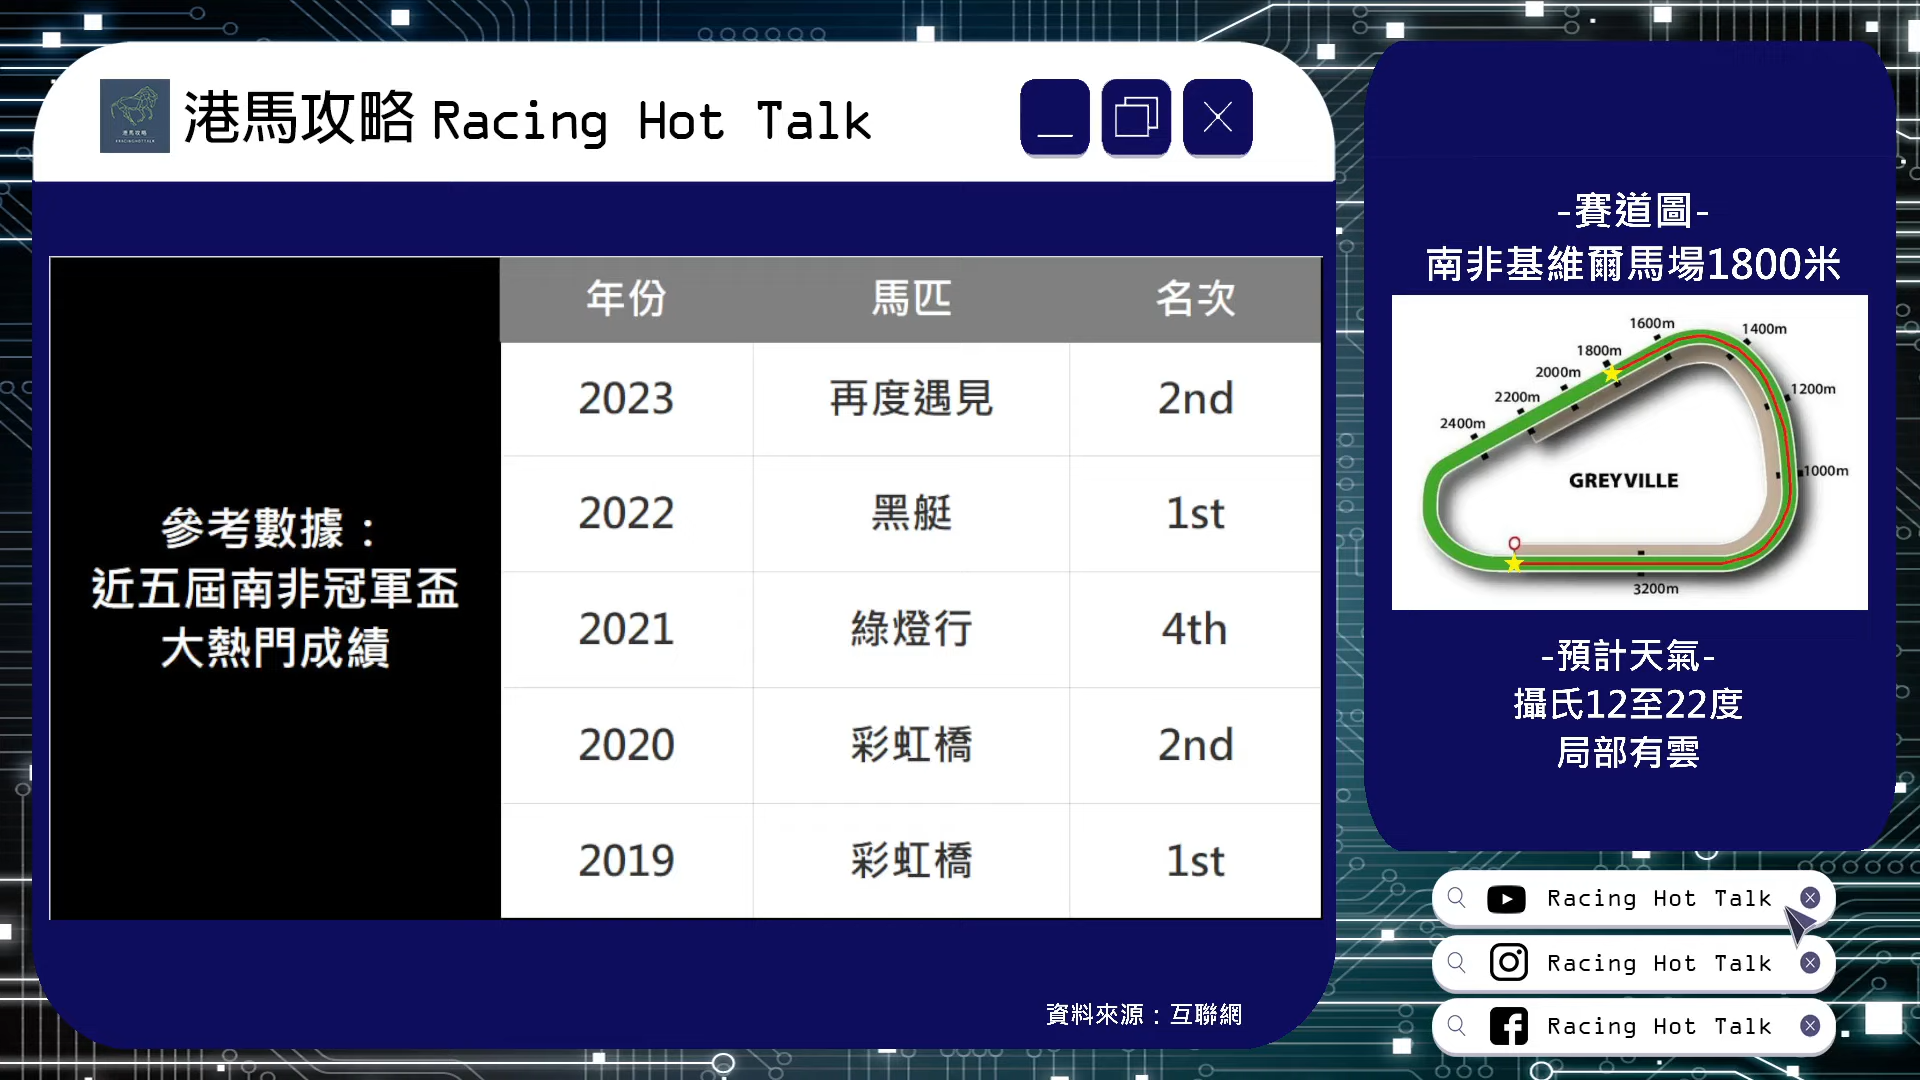 港馬攻略 Racing Hot Talk
參考數據：
近五屆南非冠軍盃
大熱門成績
年份 馬匹 名次
2023 再度遇見 2nd
2022 黑艇 1st
2021 綠燈行 4th
2020 彩虹橋 2nd
2019 彩虹橋 1st
資料來源：互聯網
-賽道圖-
南非基維爾馬場1800米
1600m
1400m
1800m
2000m
1200m
2200m
2400m
1000m
GREYVILLE
3200m
-預計天氣-
攝氏12至22度
局部有雲
Racing Hot Talk
Racing Hot Talk
Racing Hot Talk